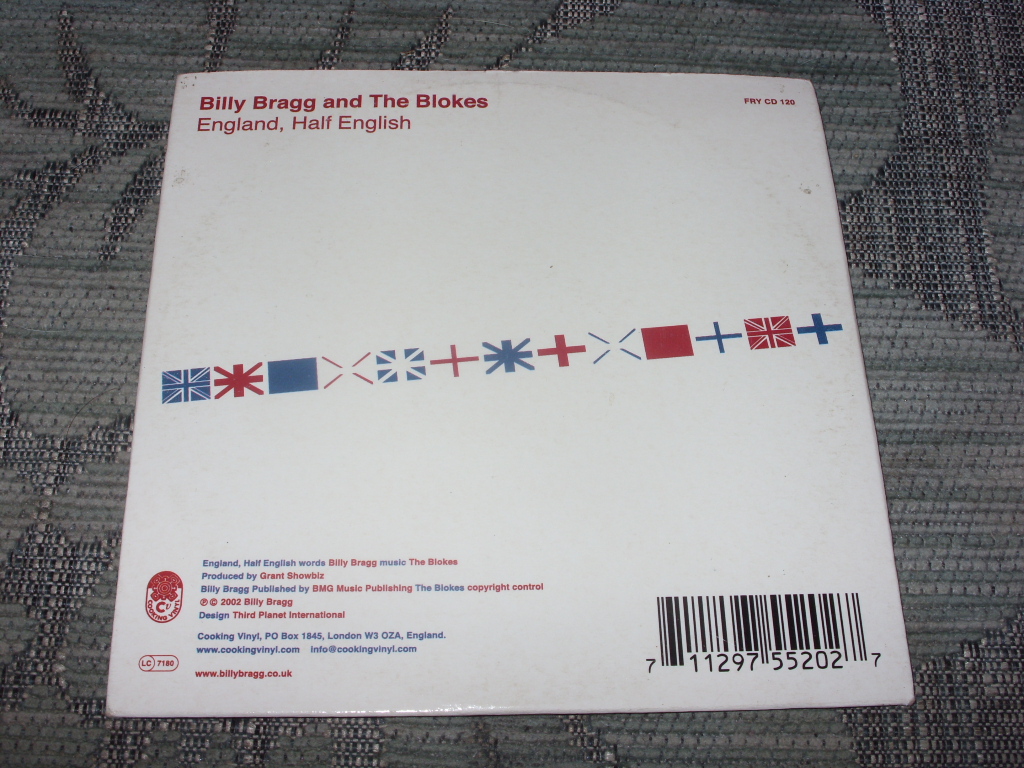 Billy Bragg and The Blokes
England, Half English
FRY CD 120
England, Half English words Billy Bragg music The Blokes
Produced by Grant Showbiz
Billy Bragg Published by BMG Music Publishing The Blokes copyright control
℗ © 2002 Billy Bragg
Design Third Planet International
Cooking Vinyl, PO Box 1845, London W3 OZA, England.
www.cookingvinyl.com info@cookingvinyl.com
www.billybragg.co.uk
CV
COOKING VINYL
LC 7180
7 11297 55202 7